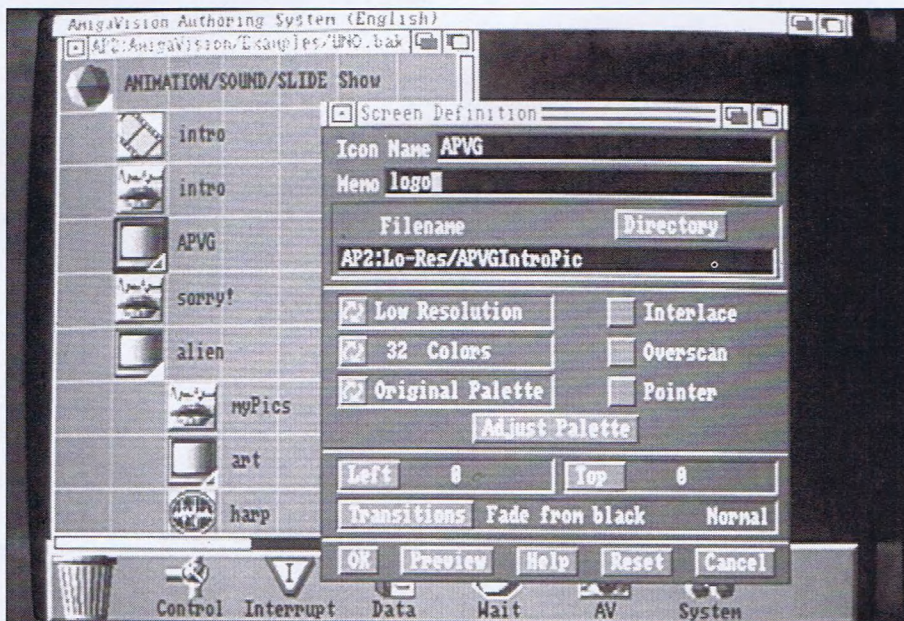 AmigaVision Authoring System (English)
AP2:AmigaVision/Examples/UNO.bak
ANIMATION/SOUND/SLIDE Show
intro
intro
APVG
sorry!
alien
myPics
art
harp
Screen Definition
Icon Name APVG
Memo logo
Filename Directory
AP2:Lo-Res/APVGIntroPic
Low Resolution Interlace
32 Colors Overscan
Original Palette Pointer
Adjust Palette
Left 0 Top 0
Transitions Fade from black Normal
OK Preview Help Reset Cancel
Control Interrupt Data Wait AV System